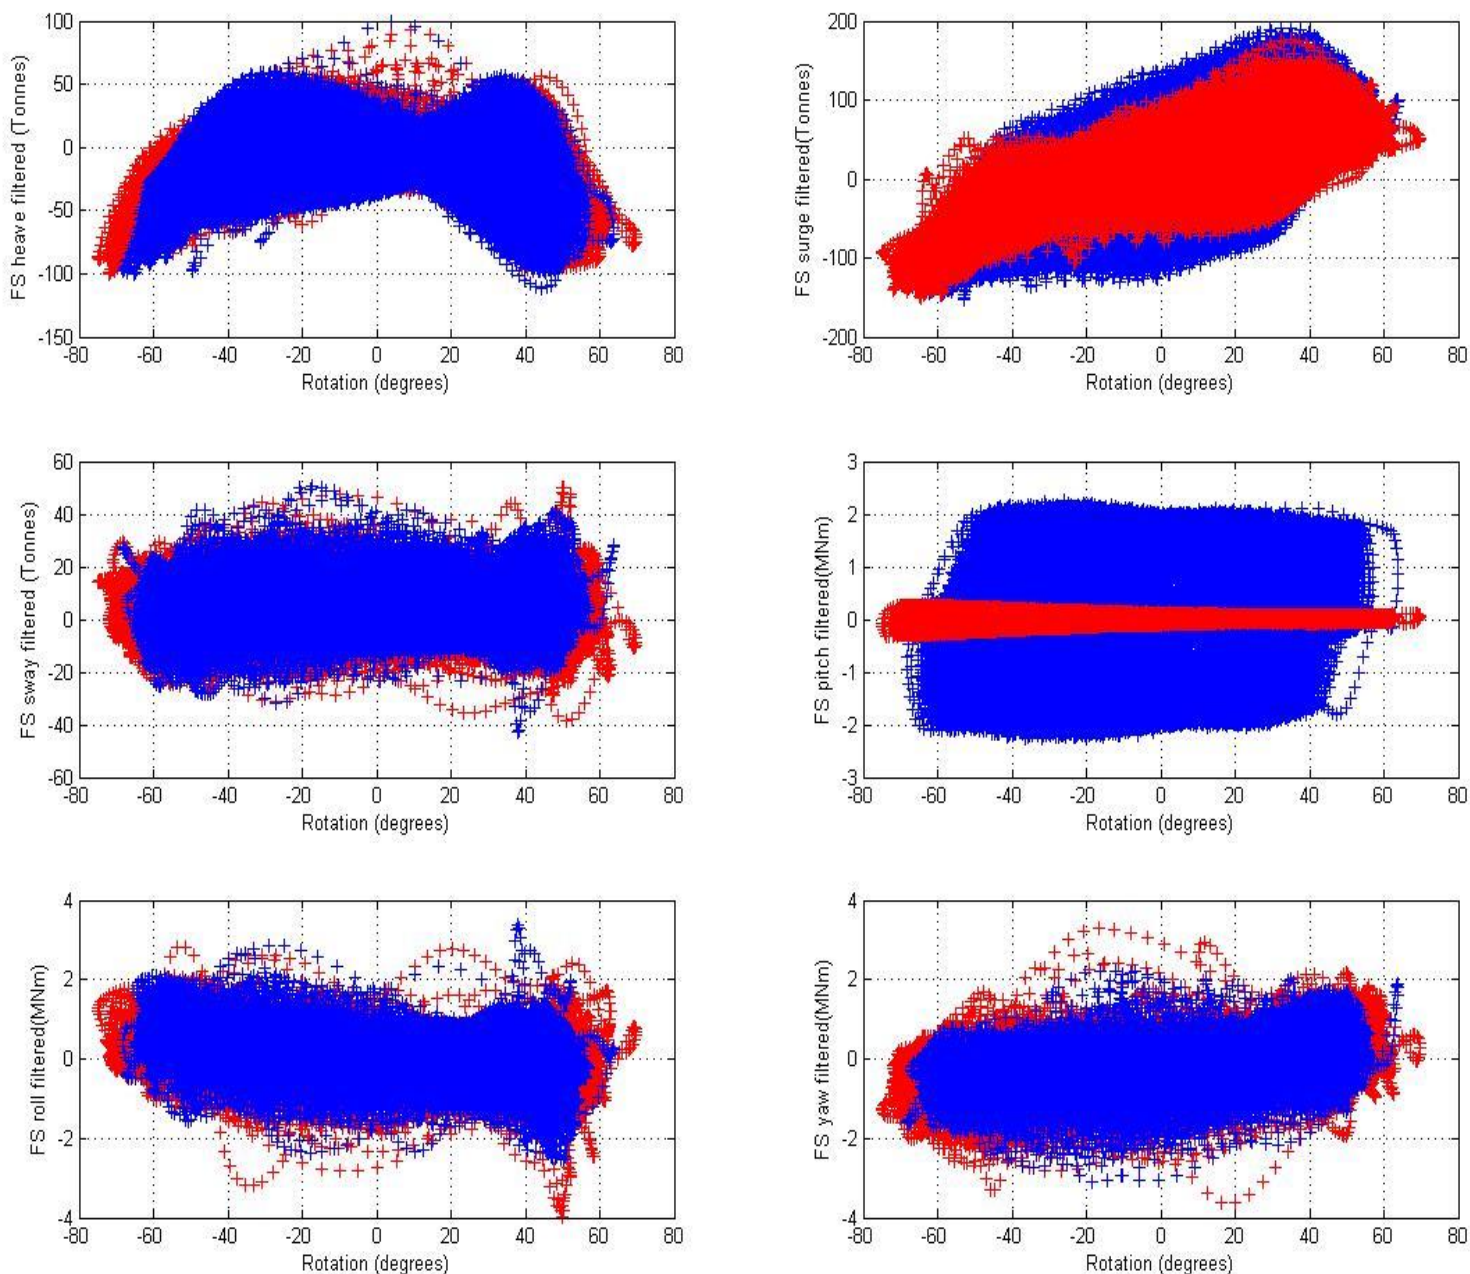 100
50
0
-50
-100
-150
FS heave filtered (Tonnes)
-80 -60 -40 -20 0 20 40 60 80
Rotation (degrees)
200
100
0
-100
-200
FS surge filtered(Tonnes)
-80 -60 -40 -20 0 20 40 60 80
Rotation (degrees)
60
40
20
0
-20
-40
-60
FS sway filtered (Tonnes)
-80 -60 -40 -20 0 20 40 60 80
Rotation (degrees)
3
2
1
0
-1
-2
-3
FS pitch filtered(MNm)
-80 -60 -40 -20 0 20 40 60 80
Rotation (degrees)
4
2
0
-2
-4
FS roll filtered(MNm)
-80 -60 -40 -20 0 20 40 60 80
Rotation (degrees)
4
2
0
-2
-4
FS yaw filtered(MNm)
-80 -60 -40 -20 0 20 40 60 80
Rotation (degrees)